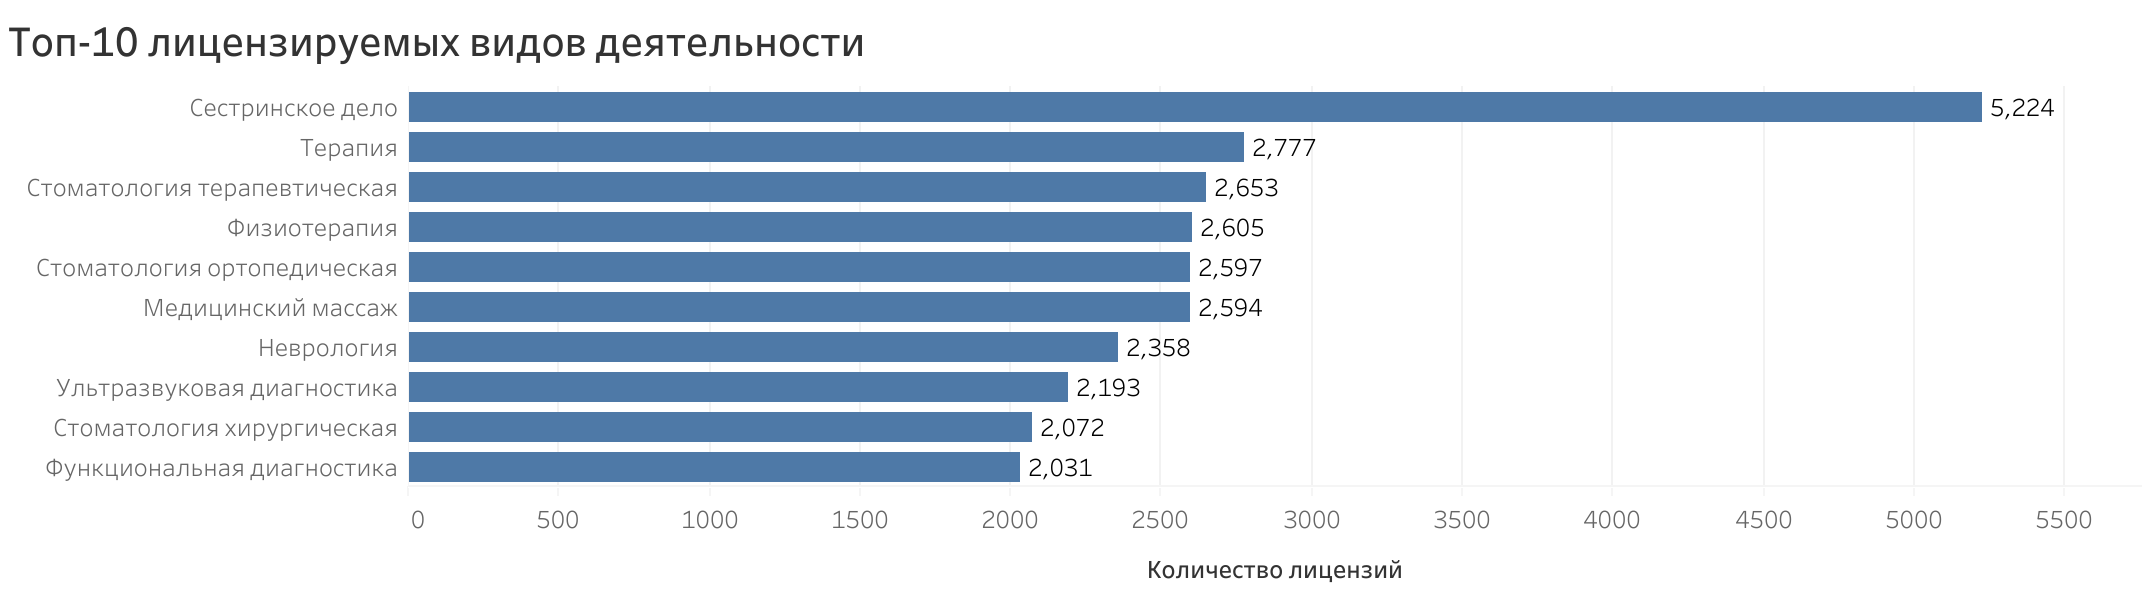 Топ-10 лицензируемых видов деятельности
Сестринское дело 5,224
Терапия 2,777
Стоматология терапевтическая 2,653
Физиотерапия 2,605
Стоматология ортопедическая 2,597
Медицинский массаж 2,594
Неврология 2,358
Ультразвуковая диагностика 2,193
Стоматология хирургическая 2,072
Функциональная диагностика 2,031
0 500 1000 1500 2000 2500 3000 3500 4000 4500 5000 5500
Количество лицензий